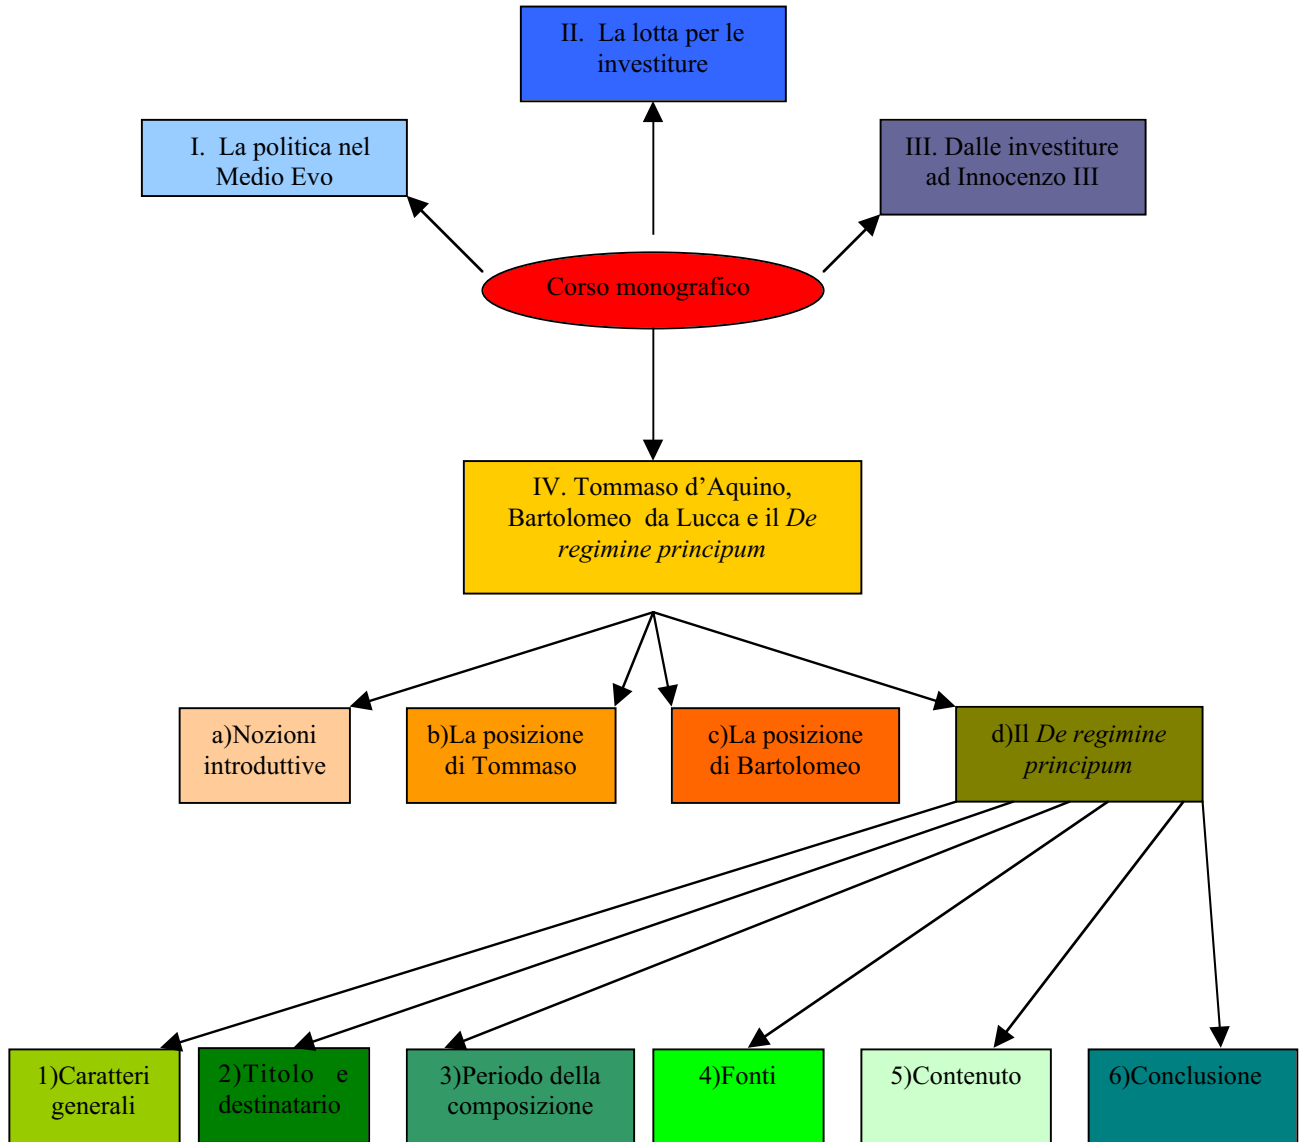 II. La lotta per le
investiture
I. La politica nel
Medio Evo
III. Dalle investiture
ad Innocenzo III
Corso monografico
IV. Tommaso d'Aquino,
Bartolomeo da Lucca e il De
regimine principum
a)Nozioni
introduttive
b)La posizione
di Tommaso
c)La posizione
di Bartolomeo
d)Il De regimine
principum
1)Caratteri
generali
2)Titolo e
destinatario
3)Periodo della
composizione
4)Fonti
5)Contenuto
6)Conclusione